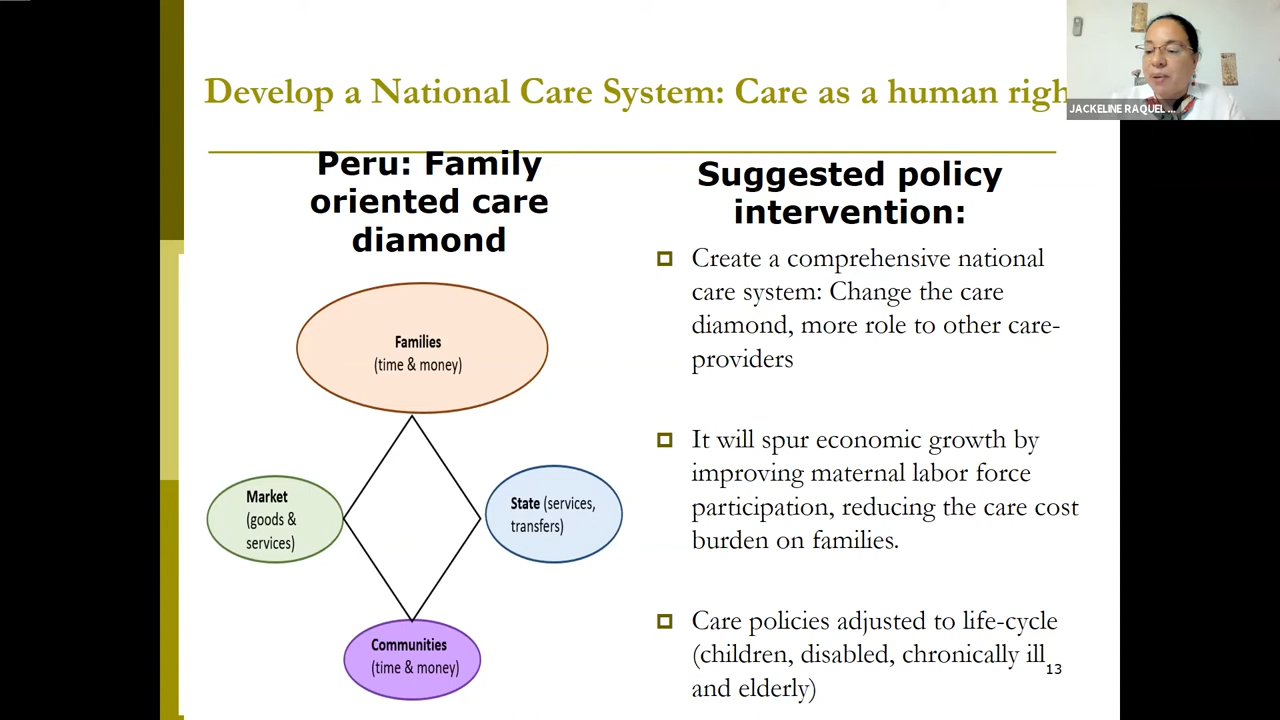 Develop a National Care System: Care as a human righ
JACKELINE RAQUEL ...
Peru: Family
oriented care
diamond
Families
(time & money)
Market
(goods &
services)
State (services,
transfers)
Communities
(time & money)
Suggested policy
intervention:
Create a comprehensive national
care system: Change the care
diamond, more role to other care-
providers
It will spur economic growth by
improving maternal labor force
participation, reducing the care cost
burden on families.
Care policies adjusted to life-cycle
(children, disabled, chronically ill
and elderly)
13